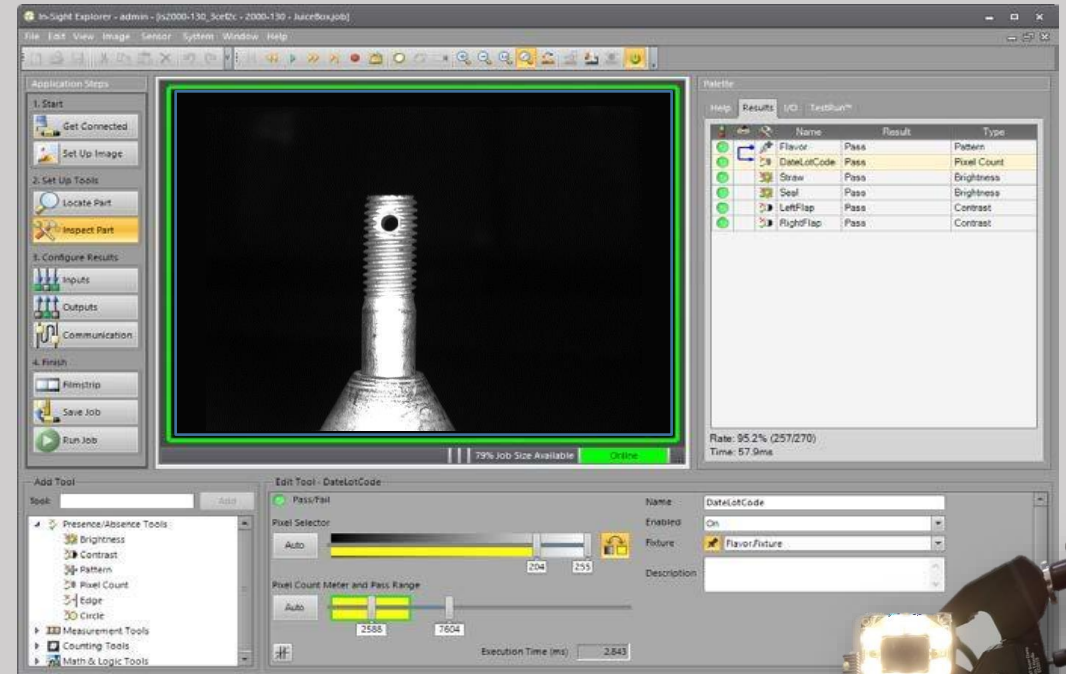 In-Sight Explorer - admin - [is2000-130_5cef2c - 2000-130 - JuiceBox.job]
File Edit View Image Sensor System Window Help
Application Steps
1. Start
Get Connected
Set Up Image
2. Set Up Tools
Locate Part
Inspect Part
3. Configure Results
Inputs
Outputs
Communication
4. Finish
Filmstrip
Save Job
Run Job
79% Job Size Available Online
Palette
Help Results I/O TestRun™
Name Result Type
Flavor Pass Pattern
DateLotCode Pass Pixel Count
Straw Pass Brightness
Seal Pass Brightness
LeftFlap Pass Contrast
RightFlap Pass Contrast
Rate: 95.2% (257/270)
Time: 57.9ms
Add Tool
Add
Presence/Absence Tools
Brightness
Contrast
Pattern
Pixel Count
Edge
Circle
Measurement Tools
Counting Tools
Math & Logic Tools
Edit Tool - DateLotCode
Pass/Fail
Pixel Selector
Auto
204 255
Pixel Count Meter and Pass Range
Auto
2588 7604
Execution Time (ms) 2.843
Name DateLotCode
Enabled On
Fixture Flavor.Fixture
Description